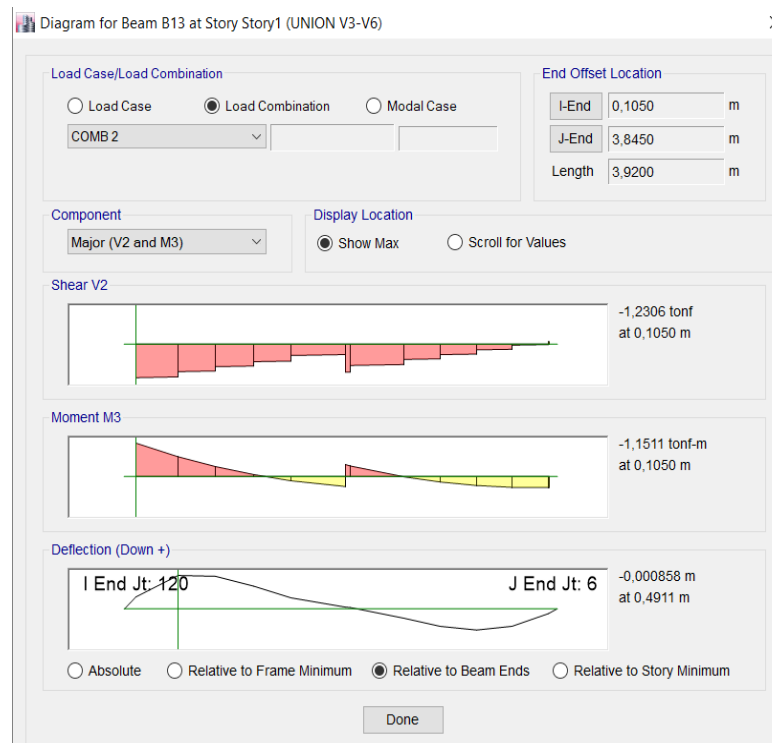 Diagram for Beam B13 at Story Story1 (UNION V3-V6)
Load Case/Load Combination
Load Case
Load Combination
Modal Case
COMB 2
End Offset Location
I-End 0,1050 m
J-End 3,8450 m
Length 3,9200 m
Component
Major (V2 and M3)
Display Location
Show Max
Scroll for Values
Shear V2
-1,2306 tonf
at 0,1050 m
Moment M3
-1,1511 tonf-m
at 0,1050 m
Deflection (Down +)
I End Jt: 120
J End Jt: 6
-0,000858 m
at 0,4911 m
Absolute
Relative to Frame Minimum
Relative to Beam Ends
Relative to Story Minimum
Done